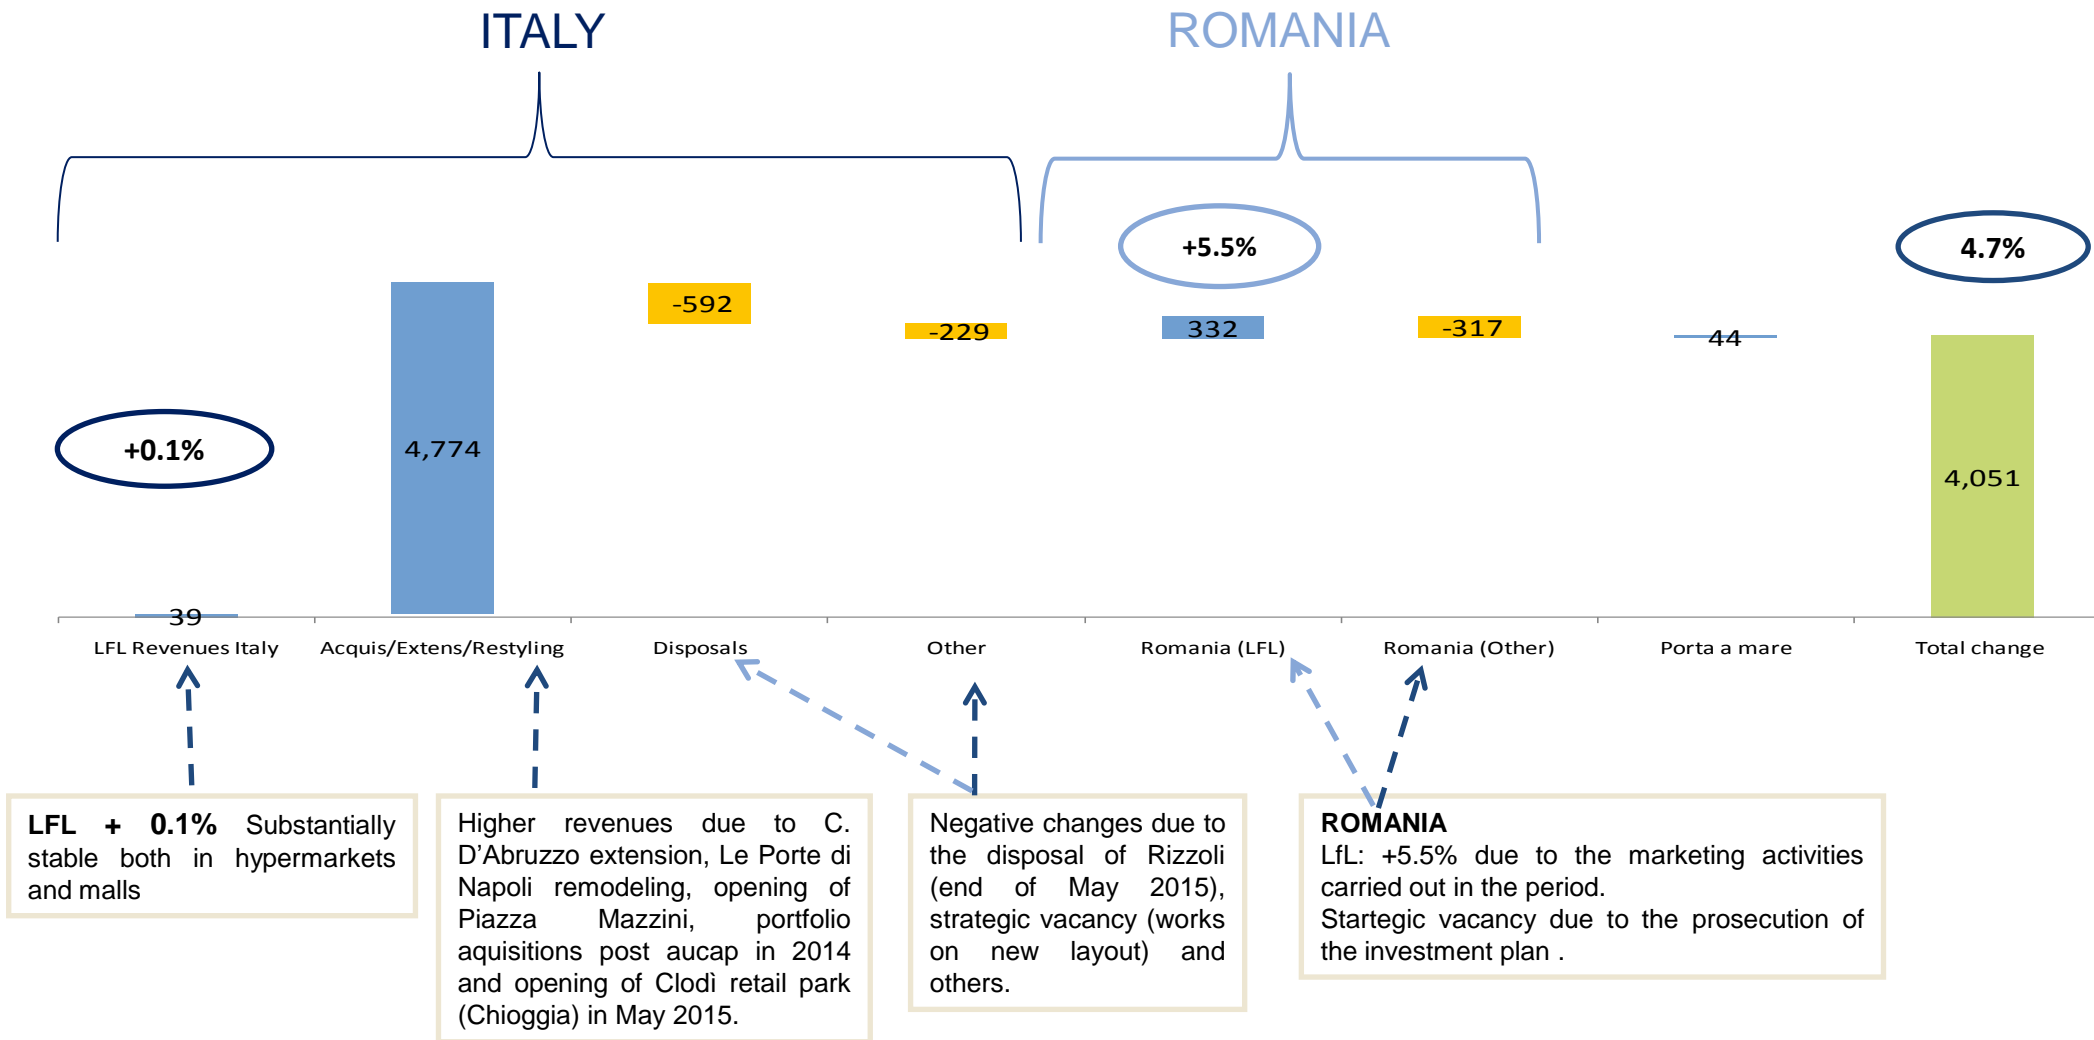 ITALY
ROMANIA
+5.5%
4.7%
-592
-229
332
-317
44
+0.1%
4,774
4,051
39
LFL Revenues Italy
Acquis/Extens/Restyling
Disposals
Other
Romania (LFL)
Romania (Other)
Porta a mare
Total change
LFL + 0.1% Substantially
stable both in hypermarkets
and malls
Higher revenues due to C.
D'Abruzzo extension, Le Porte di
Napoli remodeling, opening of
Piazza Mazzini, portfolio
aquisitions post aucap in 2014
and opening of Clodì retail park
(Chioggia) in May 2015.
Negative changes due to
the disposal of Rizzoli
(end of May 2015),
strategic vacancy (works
on new layout) and
others.
ROMANIA
LfL: +5.5% due to the marketing activities
carried out in the period.
Startegic vacancy due to the prosecution of
the investment plan .